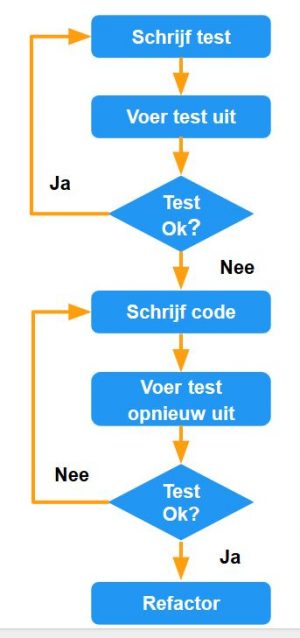 Schrijf test
Voer test uit
Ja
Test
Ok?
Nee
Schrijf code
Voer test
opnieuw uit
Nee
Test
Ok?
Ja
Refactor